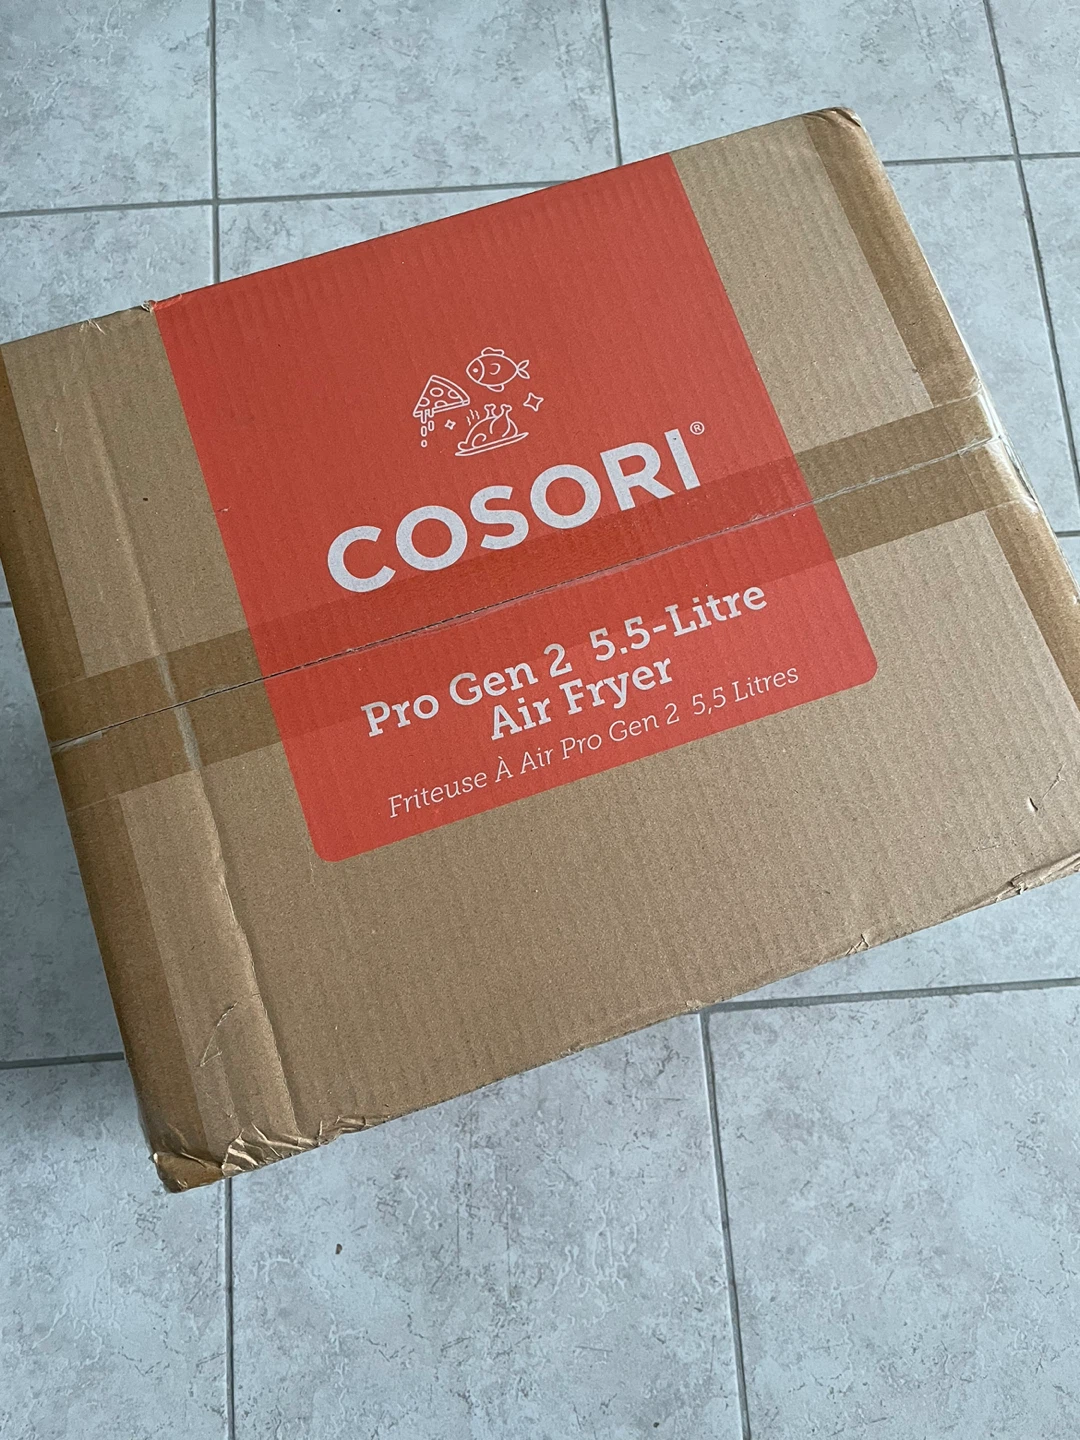 COSORI®
Pro Gen 2 5.5-Litre
Air Fryer
Friteuse À Air Pro Gen 2 5,5 Litres